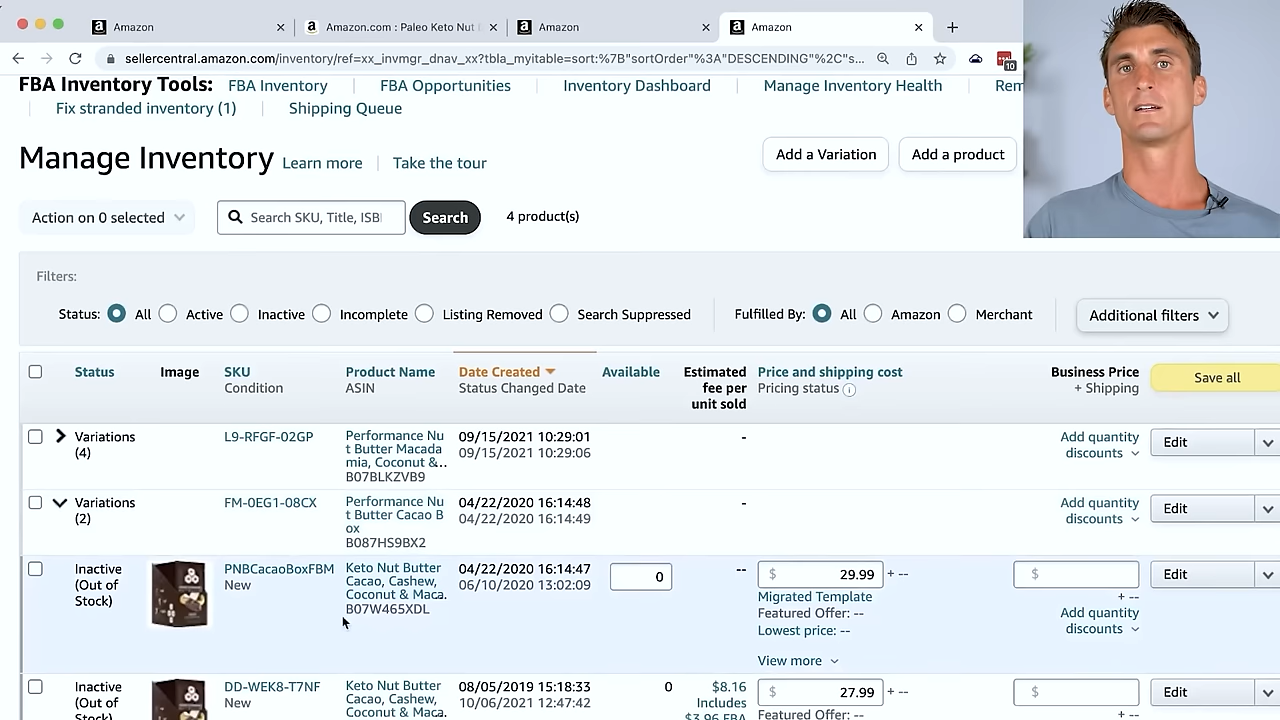 Amazon
Amazon.com : Paleo Keto Nut
Amazon
Amazon
sellercentral.amazon.com/inventory/ref=xx_invmgr_dnav_xx?tbla_myitable=sort:%7B"sortOrder"%3A"DESCENDING"%2C"s...
10
FBA Inventory Tools: FBA Inventory | FBA Opportunities | Inventory Dashboard | Manage Inventory Health | Rem
| Fix stranded inventory (1) | Shipping Queue
Manage Inventory Learn more | Take the tour
Add a Variation
Add a product
Action on 0 selected
Search SKU, Title, ISBI
Search
4 product(s)
Filters:
Status: All Active Inactive Incomplete Listing Removed Search Suppressed
Fulfilled By: All Amazon Merchant
Additional filters
Status
Image
SKU
Condition
Product Name
ASIN
Date Created
Status Changed Date
Available
Estimated
fee per
unit sold
Price and shipping cost
Pricing status
Business Price
+ Shipping
Save all
Variations
(4)
L9-RFGF-02GP
Performance Nu
t Butter Macada
mia, Coconut &..
B07BLKZVB9
09/15/2021 10:29:01
09/15/2021 10:29:06
-
Add quantity
discounts
Edit
Variations
(2)
FM-0EG1-08CX
Performance Nu
t Butter Cacao B
ox
B087HS9BX2
04/22/2020 16:14:48
04/22/2020 16:14:49
-
Add quantity
discounts
Edit
Inactive
(Out of
Stock)
PNBCacaoBoxFBM
New
Keto Nut Butter
Cacao, Cashew,
Coconut & Maca.
B07W465XDL
04/22/2020 16:14:47
06/10/2020 13:02:09
0
--
$ 29.99 + --
Migrated Template
Featured Offer: --
Lowest price: --
View more
$
+ --
Add quantity
discounts
Edit
Inactive
(Out of
Stock)
DD-WEK8-T7NF
New
Keto Nut Butter
Cacao, Cashew,
Coconut & Maca.
08/05/2019 15:18:33
10/06/2021 12:47:42
0
$8.16
Includes
$3.96 FBA
$ 27.99 + --
Featured Offer: --
$
+ --
Edit